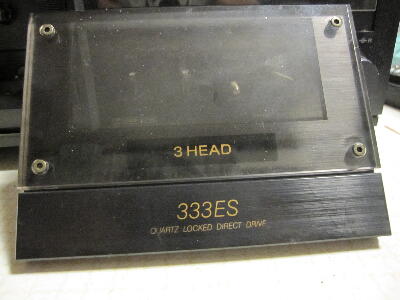 3 HEAD
333ES
QUARTZ LOCKED DIRECT DRIVE